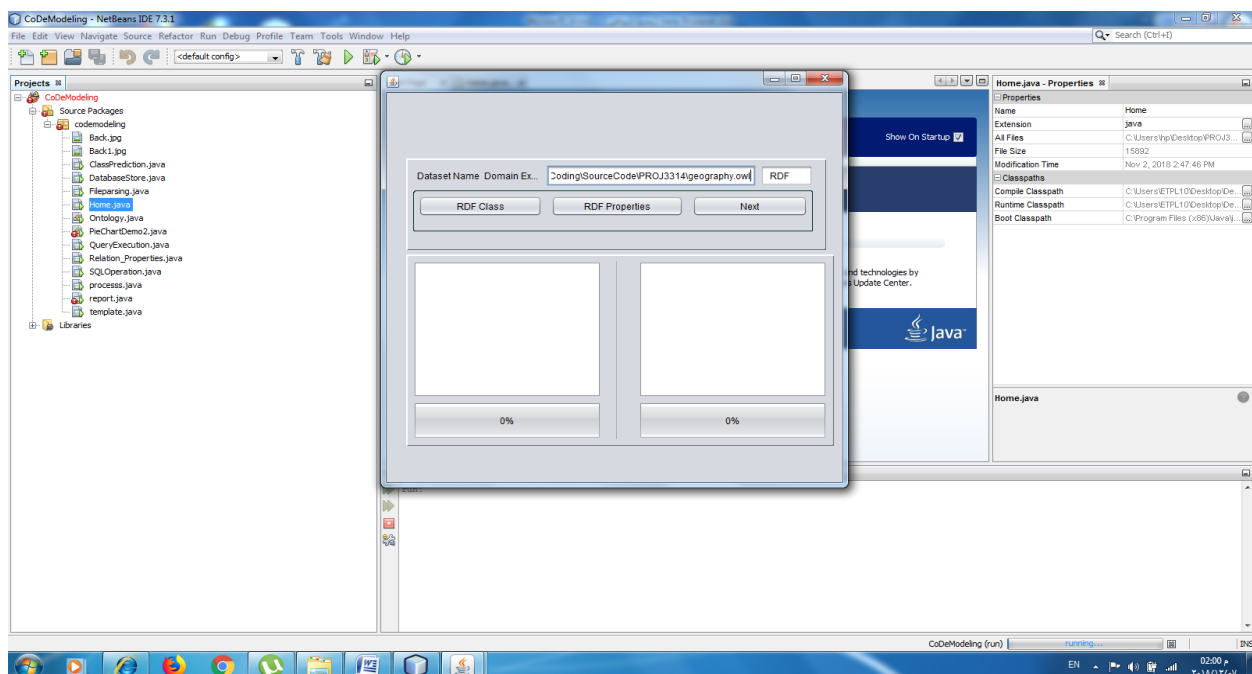 CoDeModeling - NetBeans IDE 7.3.1
File Edit View Navigate Source Refactor Run Debug Profile Team Tools Window Help
Search (Ctrl+I)
<default config>
Projects
CoDeModeling
Source Packages
codemodeling
Back.jpg
Back1.jpg
ClassPrediction.java
DatabaseStore.java
Fileparsing.java
Home.java
Ontology.java
PieChartDemo2.java
QueryExecution.java
Relation_Properties.java
SQLOperation.java
processs.java
report.java
template.java
Libraries
Dataset Name Domain Ex... Coding\SourceCode\PROJ3314\geography.owl RDF
RDF Class RDF Properties Next
0% 0%
Show On Startup
nd technologies by
Update Center.
Java
run:
Home.java - Properties
Properties
Name Home
Extension java
All Files C:\Users\hp\Desktop\PROJ3...
File Size 15892
Modification Time Nov 2, 2018 2:47:46 PM
Classpaths
Compile Classpath C:\Users\ETPL10\Desktop\De...
Runtime Classpath C:\Users\ETPL10\Desktop\De...
Boot Classpath C:\Program Files (x86)\Java\j...
Home.java
CoDeModeling (run) running... INS
EN 02:00 م